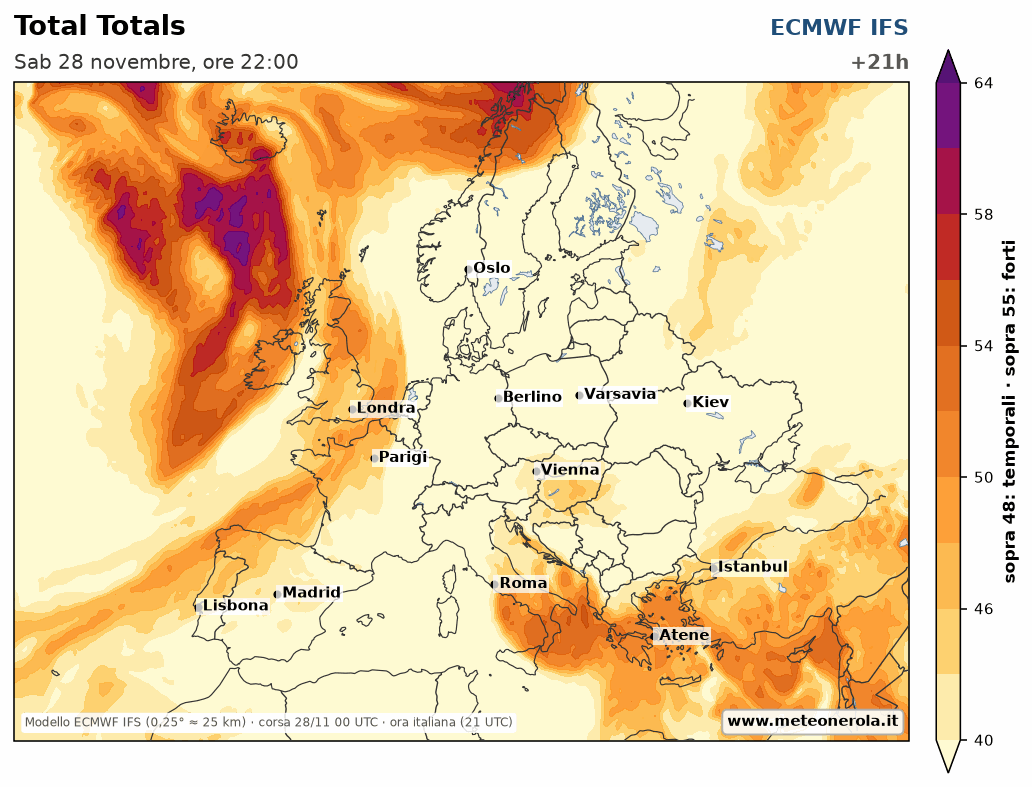 Total Totals
ECMWF IFS
Sab 28 novembre, ore 22:00
+21h
64
58
54
50
46
40
sopra 48: temporali · sopra 55: forti
Oslo
Berlino
Varsavia
Kiev
Londra
Parigi
Vienna
Istanbul
Roma
Madrid
Lisbona
Atene
Modello ECMWF IFS (0,25° ≈ 25 km) · corsa 28/11 00 UTC · ora italiana (21 UTC)
www.meteonerola.it